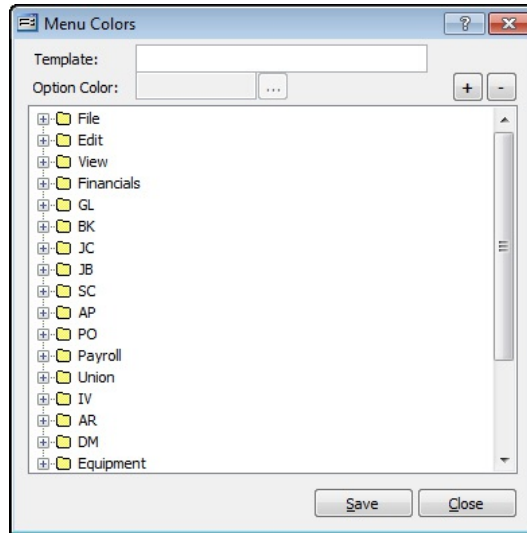 Menu Colors
Template:
Option Color:
...
+ -
File
Edit
View
Financials
GL
BK
JC
JB
SC
AP
PO
Payroll
Union
IV
AR
DM
Equipment
Save Close